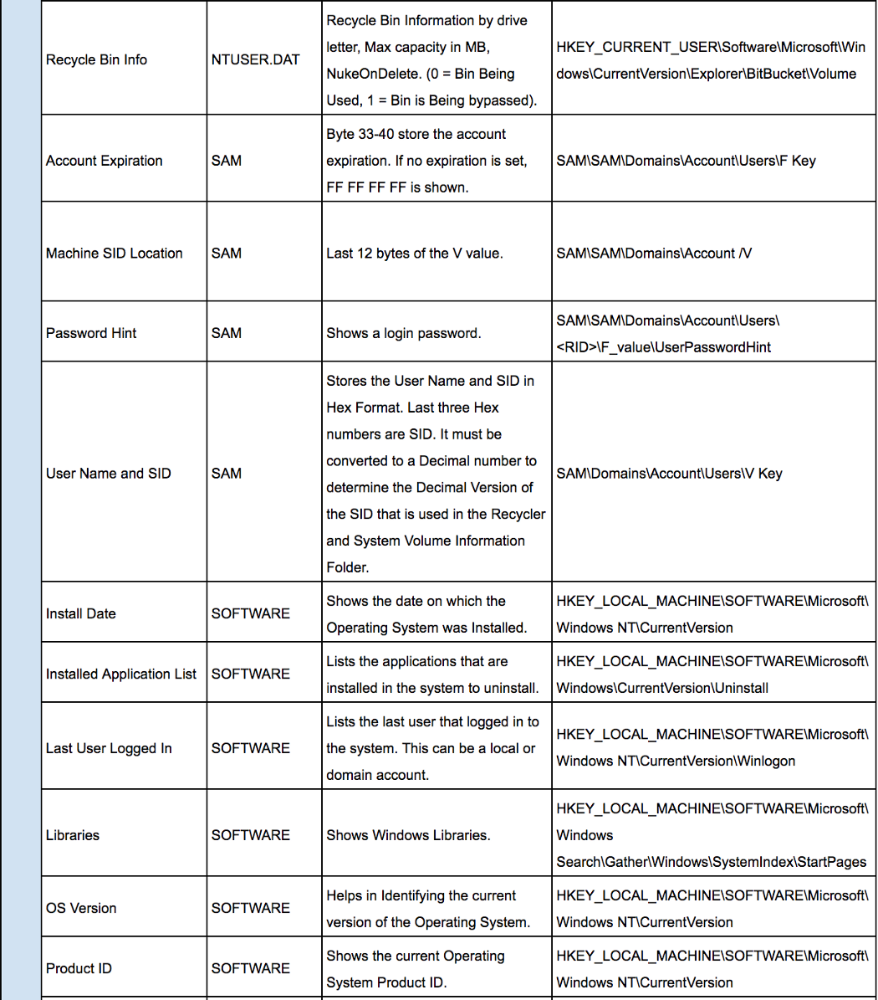 Recycle Bin Info
NTUSER.DAT
Recycle Bin Information by drive
letter, Max capacity in MB,
NukeOnDelete. (0 = Bin Being
Used, 1 = Bin is Being bypassed).
HKEY_CURRENT_USER\Software\Microsoft\Win
dows\CurrentVersion\Explorer\BitBucket\Volume
Account Expiration
SAM
Byte 33-40 store the account
expiration. If no expiration is set,
FF FF FF FF is shown.
SAM\SAM\Domains\Account\Users\F Key
Machine SID Location
SAM
Last 12 bytes of the V value.
SAM\SAM\Domains\Account /V
Password Hint
SAM
Shows a login password.
SAM\SAM\Domains\Account\Users\
<RID>\F_value\UserPasswordHint
User Name and SID
SAM
Stores the User Name and SID in
Hex Format. Last three Hex
numbers are SID. It must be
converted to a Decimal number to
determine the Decimal Version of
the SID that is used in the Recycler
and System Volume Information
Folder.
SAM\Domains\Account\Users\V Key
Install Date
SOFTWARE
Shows the date on which the
Operating System was Installed.
HKEY_LOCAL_MACHINE\SOFTWARE\Microsoft\
Windows NT\CurrentVersion
Installed Application List
SOFTWARE
Lists the applications that are
installed in the system to uninstall.
HKEY_LOCAL_MACHINE\SOFTWARE\Microsoft\
Windows\CurrentVersion\Uninstall
Last User Logged In
SOFTWARE
Lists the last user that logged in to
the system. This can be a local or
domain account.
HKEY_LOCAL_MACHINE\SOFTWARE\Microsoft\
Windows NT\CurrentVersion\Winlogon
Libraries
SOFTWARE
Shows Windows Libraries.
HKEY_LOCAL_MACHINE\SOFTWARE\Microsoft\
Windows
Search\Gather\Windows\SystemIndex\StartPages
OS Version
SOFTWARE
Helps in Identifying the current
version of the Operating System.
HKEY_LOCAL_MACHINE\SOFTWARE\Microsoft\
Windows NT\CurrentVersion
Product ID
SOFTWARE
Shows the current Operating
System Product ID.
HKEY_LOCAL_MACHINE\SOFTWARE\Microsoft\
Windows NT\CurrentVersion